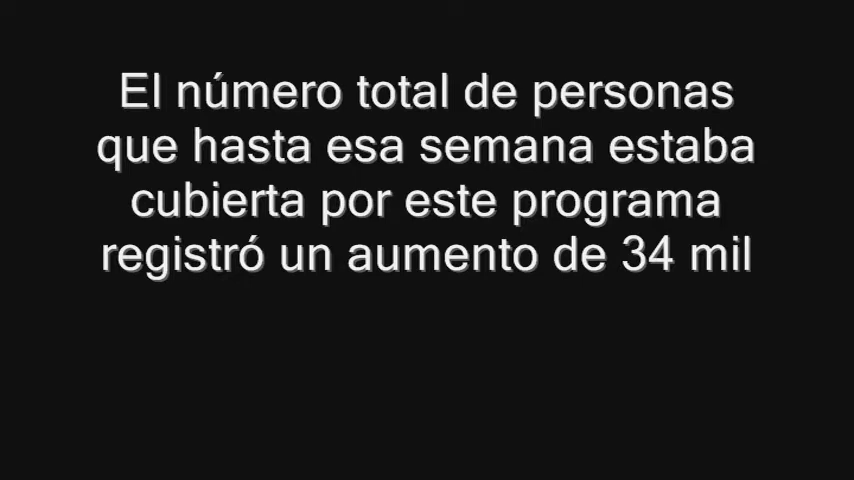 El número total de personas
que hasta esa semana estaba
cubierta por este programa
registró un aumento de 34 mil